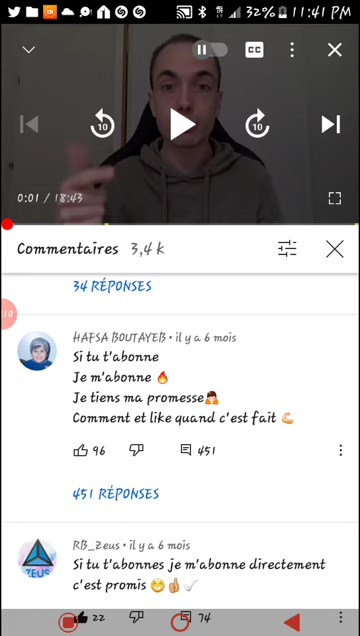 32% 11:41 PM
CC
10 10
0:01 / 18:43
Commentaires 3,4 k
34 RÉPONSES
:10
HAFSA BOUTAYEB • il y a 6 mois
Si tu t'abonne
Je m'abonne 🔥
Je tiens ma promesse🙇
Comment et like quand c'est fait 💪
96 451
451 RÉPONSES
RB_Zeus • il y a 6 mois
Si tu t'abonnes je m'abonne directement
c'est promis 😁☝✔
ZEUS
22 74